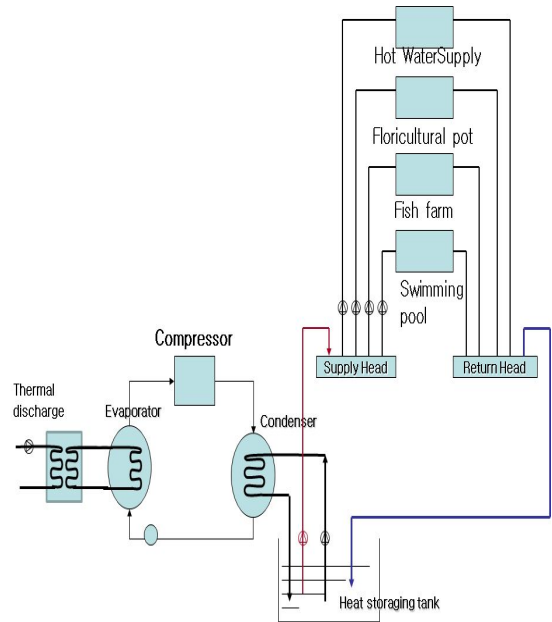 Hot WaterSupply
Floricultural pot
Fish farm
Swimming
pool
Supply Head
Return Head
Compressor
Thermal
discharge
Evaporator
Condenser
Heat storaging tank